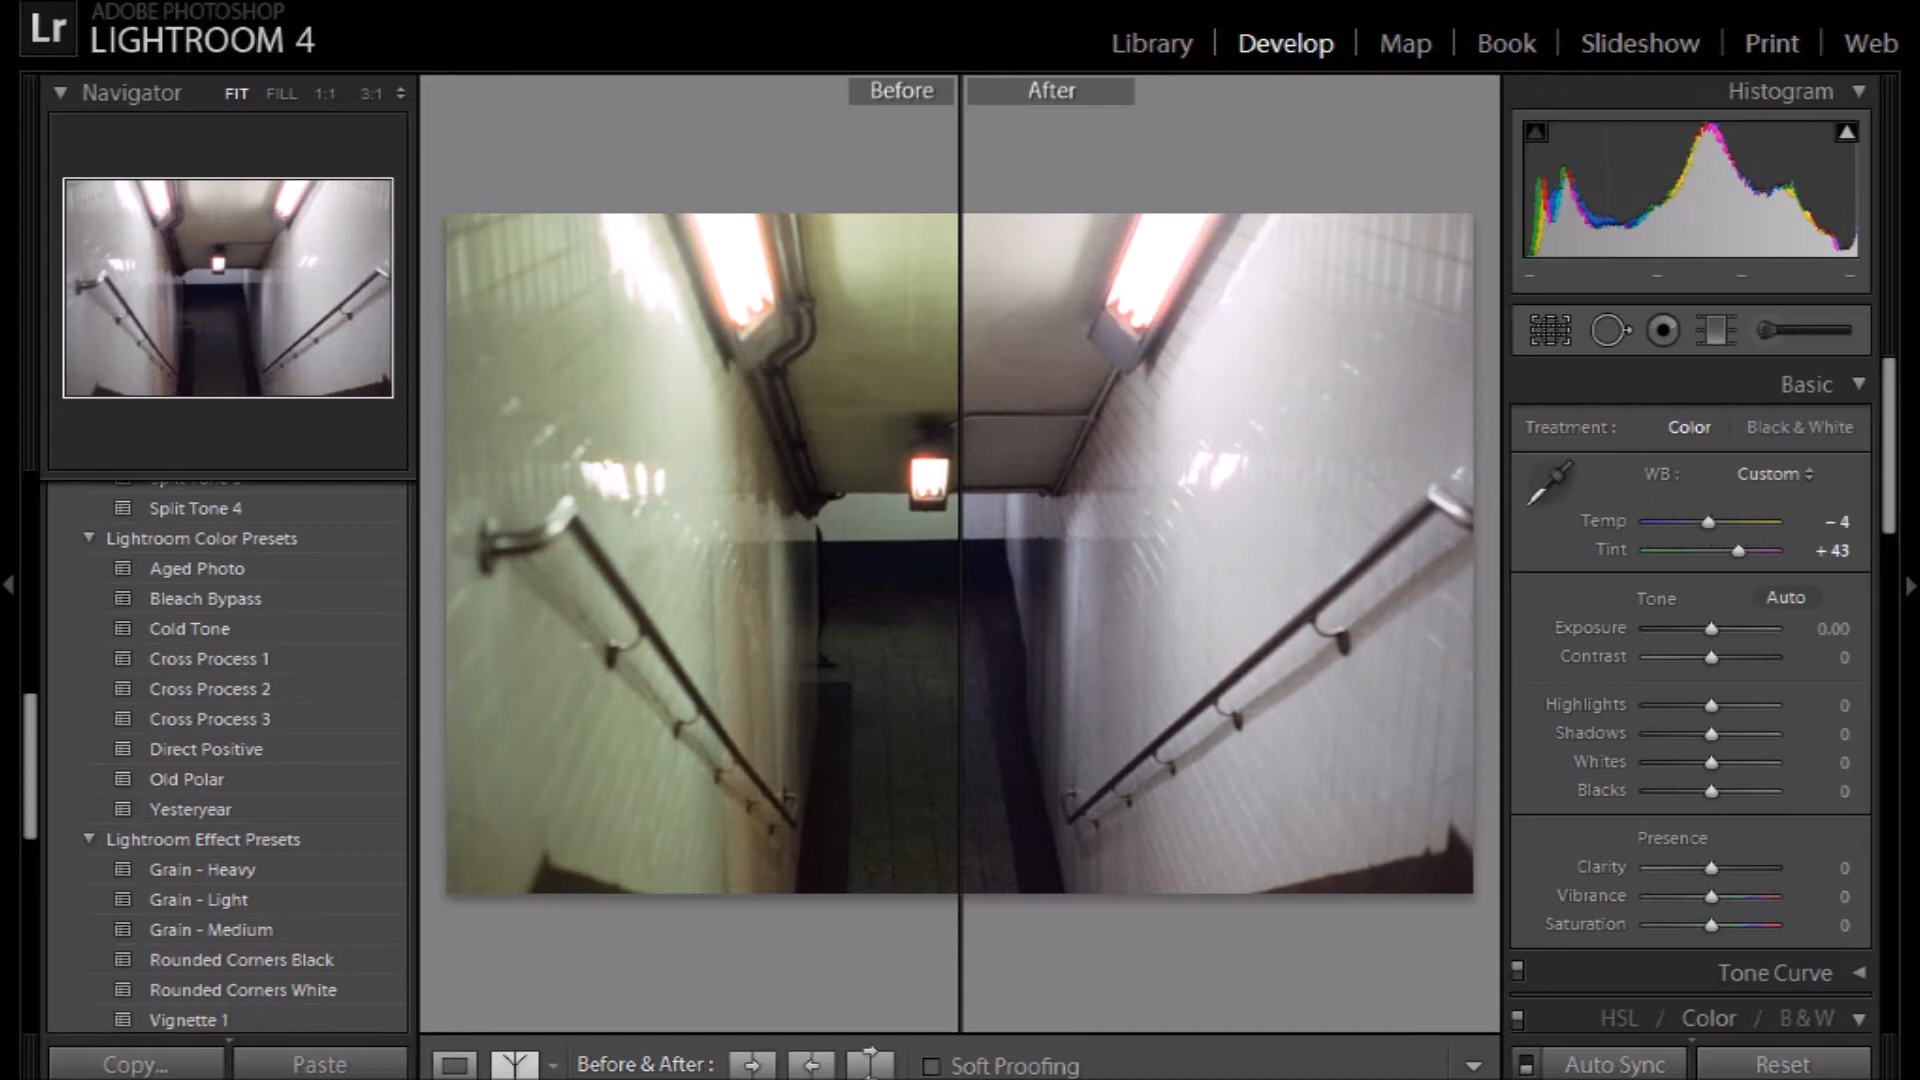 Lr
ADOBE PHOTOSHOP
LIGHTROOM 4
Library
Develop
Map
Book
Slideshow
Print
Web
Navigator
FIT
FILL
1:1
3:1
Split Tone 4
Lightroom Color Presets
Aged Photo
Bleach Bypass
Cold Tone
Cross Process 1
Cross Process 2
Cross Process 3
Direct Positive
Old Polar
Yesteryear
Lightroom Effect Presets
Grain - Heavy
Grain - Light
Grain - Medium
Rounded Corners Black
Rounded Corners White
Vignette 1
Copy...
Paste
Before
After
Before & After :
Soft Proofing
Histogram
Basic
Treatment :
Color
Black & White
WB :
Custom
Temp
– 4
Tint
+ 43
Tone
Auto
Exposure
0.00
Contrast
0
Highlights
0
Shadows
0
Whites
0
Blacks
0
Presence
Clarity
0
Vibrance
0
Saturation
0
Tone Curve
HSL / Color / B & W
Auto Sync
Reset